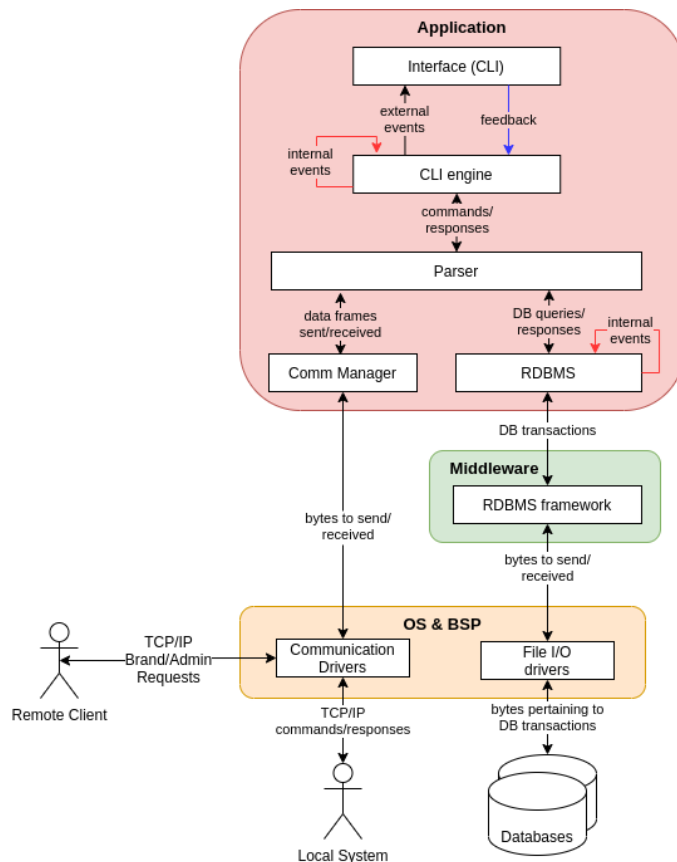 Application
Interface (CLI)
external
events
feedback
internal
events
CLI engine
commands/
responses
Parser
data frames
sent/received
DB queries/
responses
internal
events
Comm Manager
RDBMS
DB transactions
Middleware
RDBMS framework
bytes to send/
received
bytes to send/
received
OS & BSP
Communication
Drivers
File I/O
drivers
TCP/IP
Brand/Admin
Requests
Remote Client
TCP/IP
commands/responses
bytes pertaining to
DB transactions
Local System
Databases